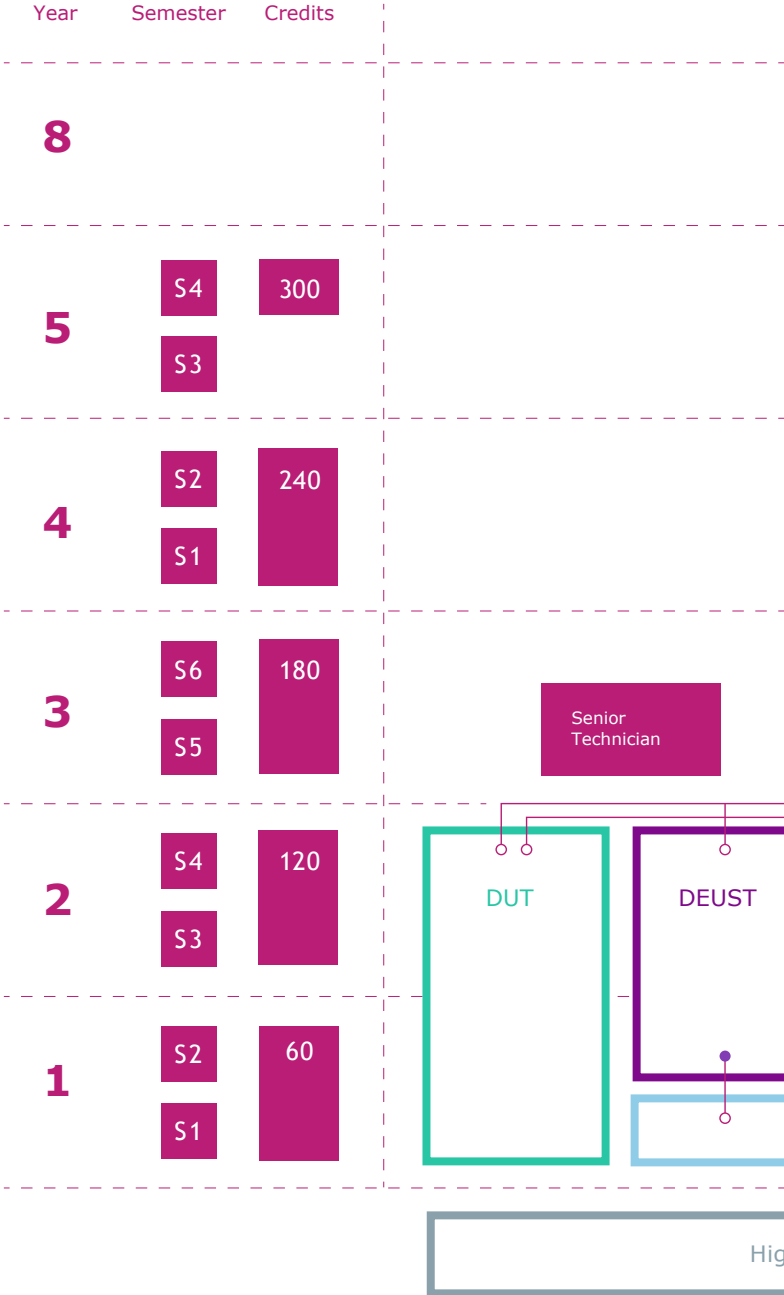 Year Semester Credits
8
S4 300
5
S3
S2 240
4
S1
S6 180
3
Senior
Technician
S5
S4 120
2
DUT DEUST
S3
S2 60
1
S1
Hig